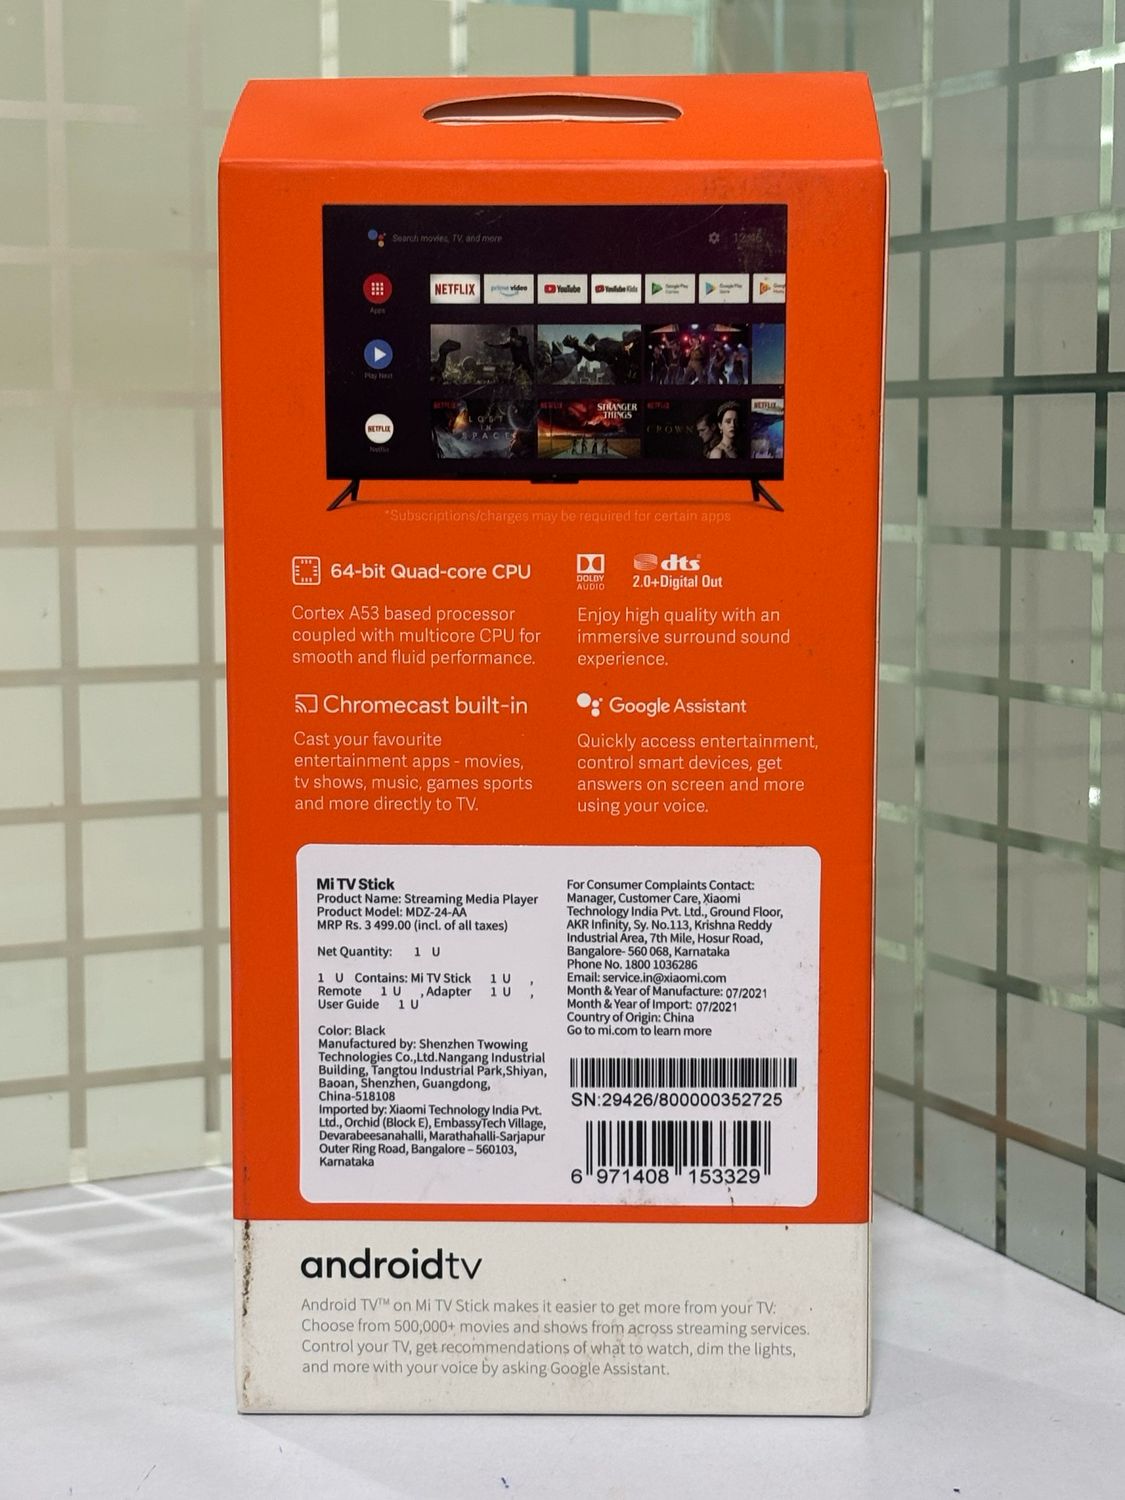 Search movies, TV, and more
12:46
NETFLIX
prime video
YouTube
YouTube Kids
Google Play
Games
Google Play
Store
Apps
Play Next
NETFLIX
Netflix
NETFLIX
LOST
IN
SPACE
NETFLIX
STRANGER
THINGS
NETFLIX
CROWN
NETFLIX
*Subscriptions/charges may be required for certain apps
64-bit Quad-core CPU
Cortex A53 based processor
coupled with multicore CPU for
smooth and fluid performance.
DOLBY
AUDIO
dts
2.0+Digital Out
Enjoy high quality with an
immersive surround sound
experience.
Chromecast built-in
Cast your favourite
entertainment apps - movies,
tv shows, music, games sports
and more directly to TV.
Google Assistant
Quickly access entertainment,
control smart devices, get
answers on screen and more
using your voice.
Mi TV Stick
Product Name: Streaming Media Player
Product Model: MDZ-24-AA
MRP Rs. 3 499.00 (incl. of all taxes)
Net Quantity: 1 U
1 U Contains: Mi TV Stick 1 U ,
Remote 1 U , Adapter 1 U ,
User Guide 1 U
Color: Black
Manufactured by: Shenzhen Twowing
Technologies Co.,Ltd.Nangang Industrial
Building, Tangtou Industrial Park,Shiyan,
Baoan, Shenzhen, Guangdong,
China-518108
Imported by: Xiaomi Technology India Pvt.
Ltd., Orchid (Block E), EmbassyTech Village,
Devarabeesanahalli, Marathahalli-Sarjapur
Outer Ring Road, Bangalore – 560103,
Karnataka
For Consumer Complaints Contact:
Manager, Customer Care, Xiaomi
Technology India Pvt. Ltd., Ground Floor,
AKR Infinity, Sy. No.113, Krishna Reddy
Industrial Area, 7th Mile, Hosur Road,
Bangalore- 560 068, Karnataka
Phone No. 1800 1036286
Email: service.in@xiaomi.com
Month & Year of Manufacture: 07/2021
Month & Year of Import: 07/2021
Country of Origin: China
Go to mi.com to learn more
SN:29426/800000352725
6 971408 153329
androidtv
Android TV™ on Mi TV Stick makes it easier to get more from your TV:
Choose from 500,000+ movies and shows from across streaming services.
Control your TV, get recommendations of what to watch, dim the lights,
and more with your voice by asking Google Assistant.